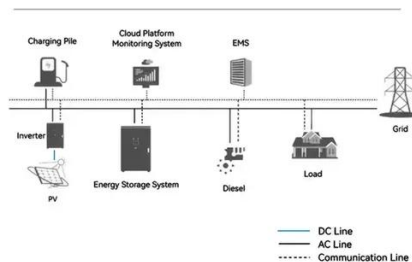 Charging Pile
Cloud Platform
Monitoring System
EMS
Grid
Inverter
PV
Energy Storage System
Diesel
Load
DC Line
AC Line
Communication Line